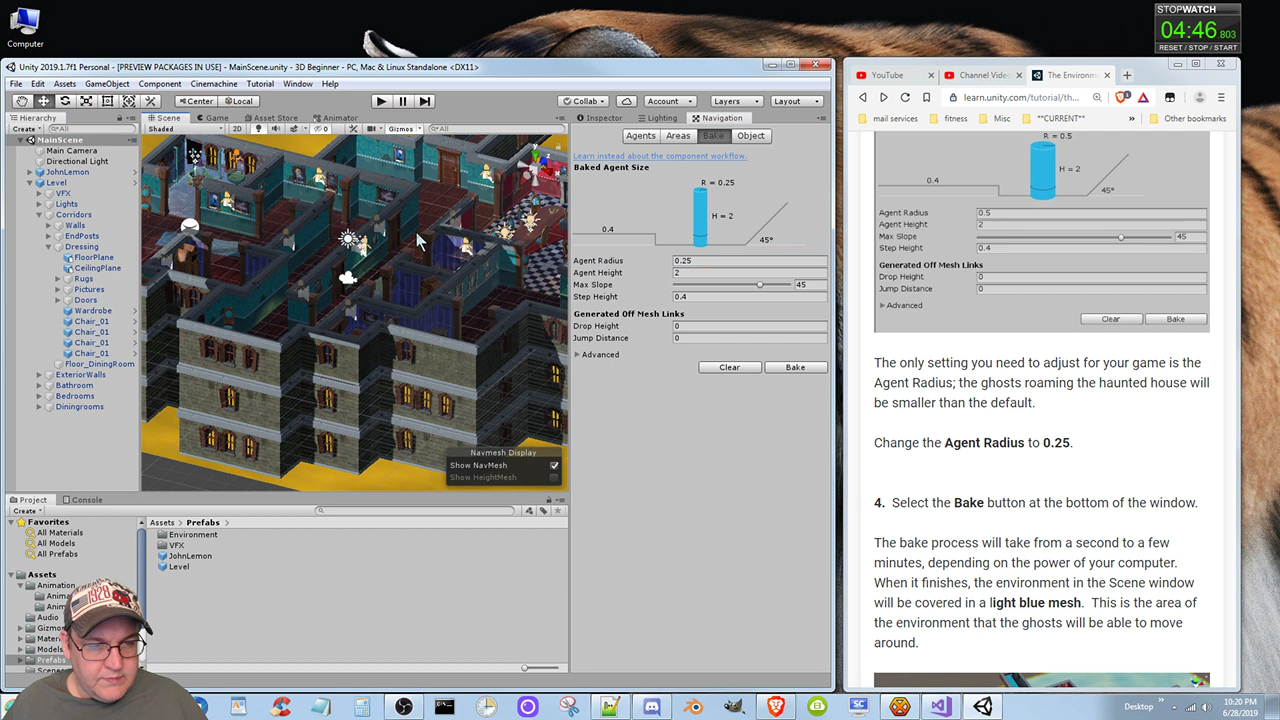 Computer
STOPWATCH
04:46.803
RESET / STOP / START
Unity 2019.1.7f1 Personal - [PREVIEW PACKAGES IN USE] - MainScene.unity - 3D Beginner - PC, Mac & Linux Standalone <DX11>
File Edit Assets GameObject Component Cinemachine Tutorial Window Help
Center Local Collab Account Layers Layout
Hierarchy Scene Game Asset Store Animator Inspector Lighting Navigation
Create All Shaded 2D 0 Gizmos All
Agents Areas Bake Object
MainScene
Main Camera
Directional Light
JohnLemon
Level
VFX
Lights
Corridors
Walls
EndPosts
Dressing
FloorPlane
CeilingPlane
Rugs
Pictures
Doors
Wardrobe
Chair_01
Chair_01
Chair_01
Chair_01
Floor_DiningRoom
ExteriorWalls
Bathroom
Bedrooms
Diningrooms
Navmesh Display
Show NavMesh
Show HeightMesh
Learn instead about the component workflow.
Baked Agent Size
R = 0.25
H = 2
0.4
45°
Agent Radius 0.25
Agent Height 2
Max Slope 45
Step Height 0.4
Generated Off Mesh Links
Drop Height 0
Jump Distance 0
Advanced
Clear Bake
Project Console
Create
Favorites
All Materials
All Models
All Prefabs
Assets
Animation
Anima
Anima
Audio
Gizmo
Mater
Models
Prefabs
Scene
Assets > Prefabs >
Environment
VFX
JohnLemon
Level
YouTube Channel Video The Environm
learn.unity.com/tutorial/th...
mail services fitness Misc **CURRENT** Other bookmarks
R = 0.5
H = 2
0.4
45°
Agent Radius 0.5
Agent Height 2
Max Slope 45
Step Height 0.4
Generated Off Mesh Links
Drop Height 0
Jump Distance 0
Advanced
Clear Bake
The only setting you need to adjust for your game is the
Agent Radius; the ghosts roaming the haunted house will
be smaller than the default.
Change the Agent Radius to 0.25.
4. Select the Bake button at the bottom of the window.
The bake process will take from a second to a few
minutes, depending on the power of your computer.
When it finishes, the environment in the Scene window
will be covered in a light blue mesh. This is the area of
the environment that the ghosts will be able to move
around.
1928
Desktop
10:20 PM
6/28/2019